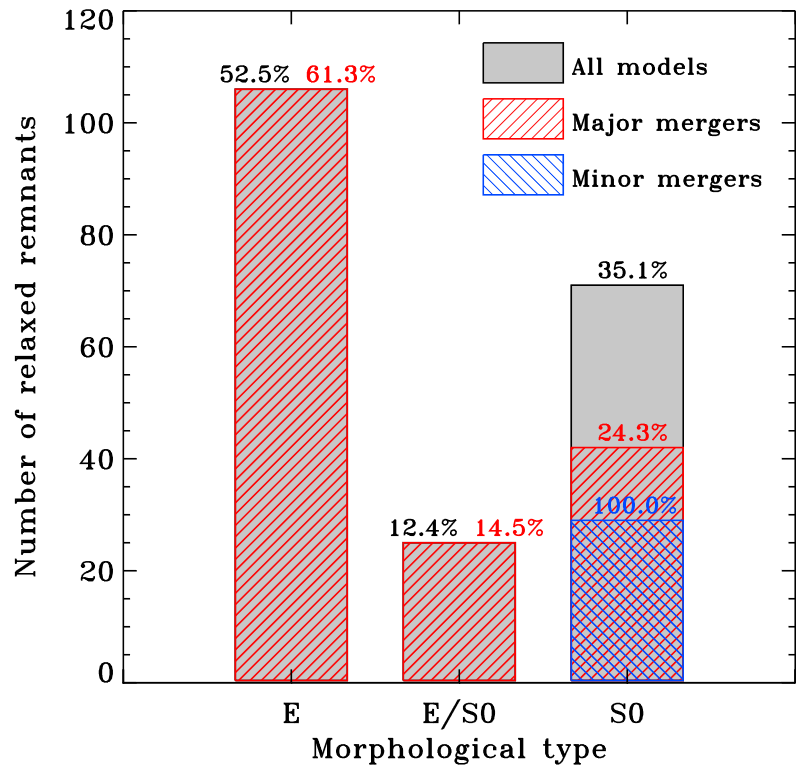 120
100
80
60
40
20
0
Number of relaxed remnants
52.5% 61.3%
12.4% 14.5%
35.1%
24.3%
100.0%
All models
Major mergers
Minor mergers
E E/S0 S0
Morphological type